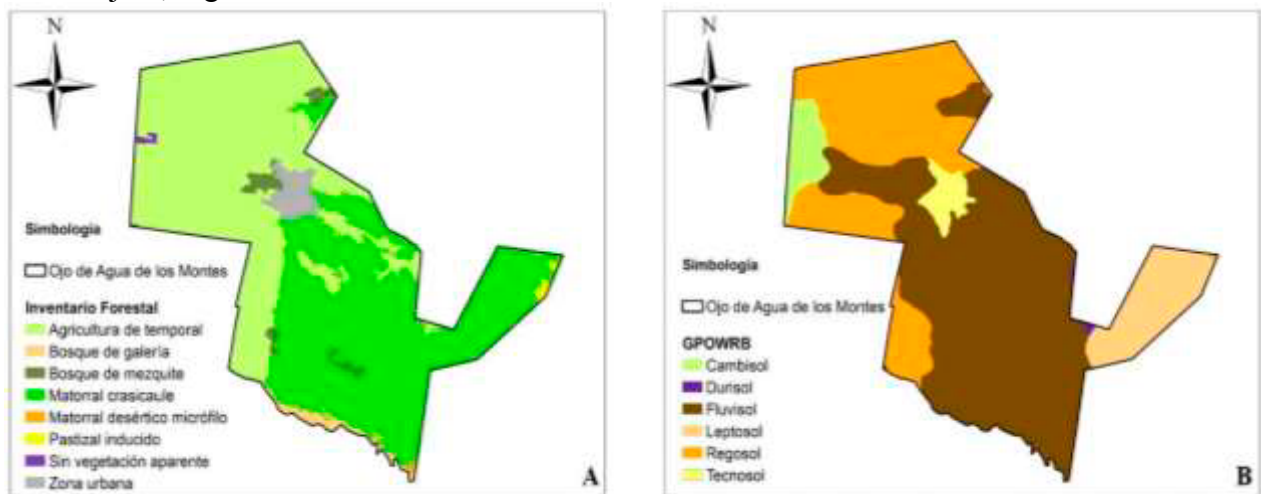 N
Simbología
Ojo de Agua de los Montes
Inventario Forestal
Agricultura de temporal
Bosque de galería
Bosque de mezquite
Matorral crasicaule
Matorral desértico micrófilo
Pastizal inducido
Sin vegetación aparente
Zona urbana
A
N
Simbología
Ojo de Agua de los Montes
GPOWRB
Cambisol
Durisol
Fluvisol
Leptosol
Regosol
Tecnosol
B